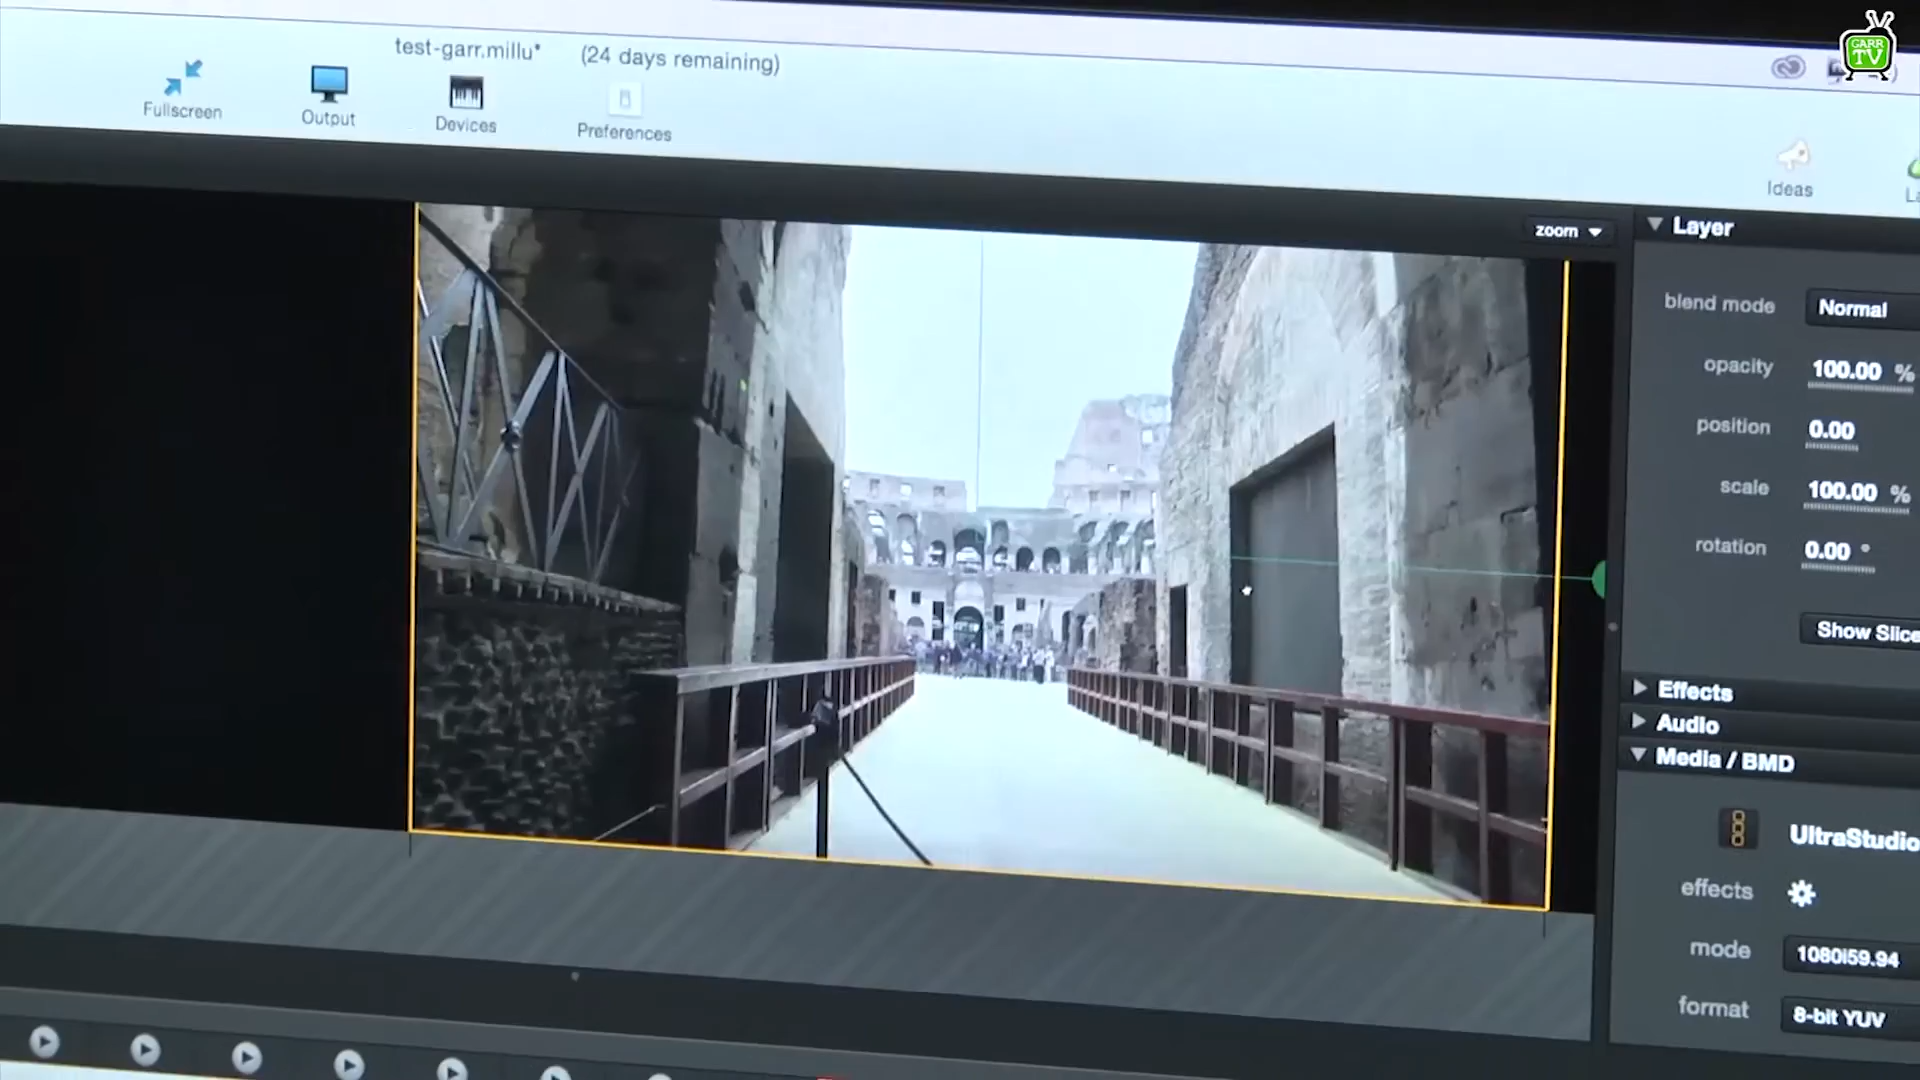 GARR
TV
test-garr.millu* (24 days remaining)
Fullscreen
Output
Devices
Preferences
Ideas
zoom
Layer
blend mode Normal
opacity 100.00 %
position 0.00
scale 100.00 %
rotation 0.00 °
Show Slice
Effects
Audio
Media / BMD
UltraStudio
effects
mode 1080i59.94
format 8-bit YUV